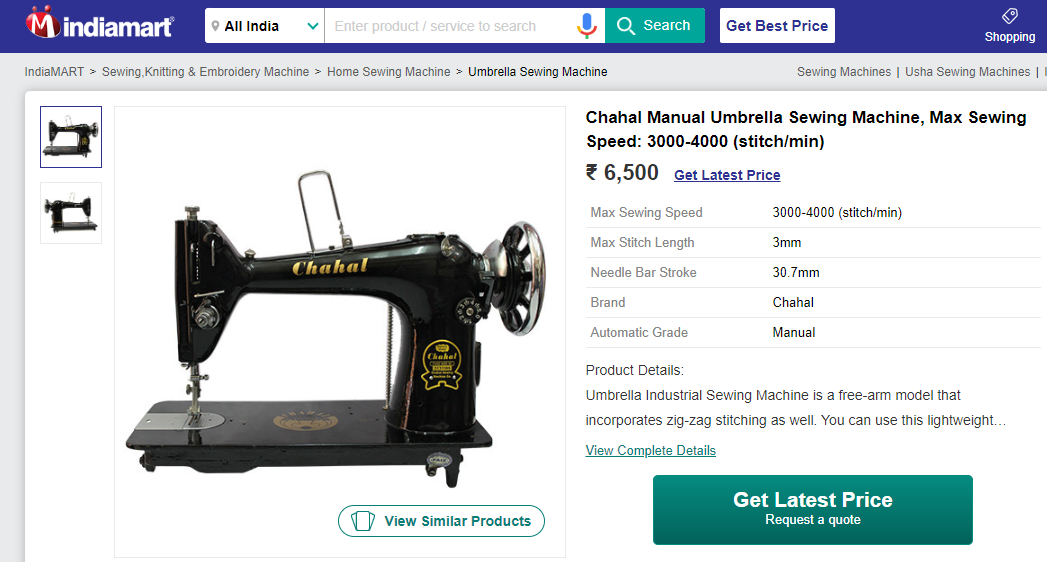 indiamart
All India
Enter product / service to search
Search
Get Best Price
Shopping
IndiaMART > Sewing,Knitting & Embroidery Machine > Home Sewing Machine > Umbrella Sewing Machine
Sewing Machines | Usha Sewing Machines |
Chahal Manual Umbrella Sewing Machine, Max Sewing
Speed: 3000-4000 (stitch/min)
₹ 6,500 Get Latest Price
Max Sewing Speed 3000-4000 (stitch/min)
Max Stitch Length 3mm
Needle Bar Stroke 30.7mm
Brand Chahal
Automatic Grade Manual
Product Details:
Umbrella Industrial Sewing Machine is a free-arm model that
incorporates zig-zag stitching as well. You can use this lightweight...
View Complete Details
Get Latest Price
Request a quote
Chahal
Chahal
View Similar Products